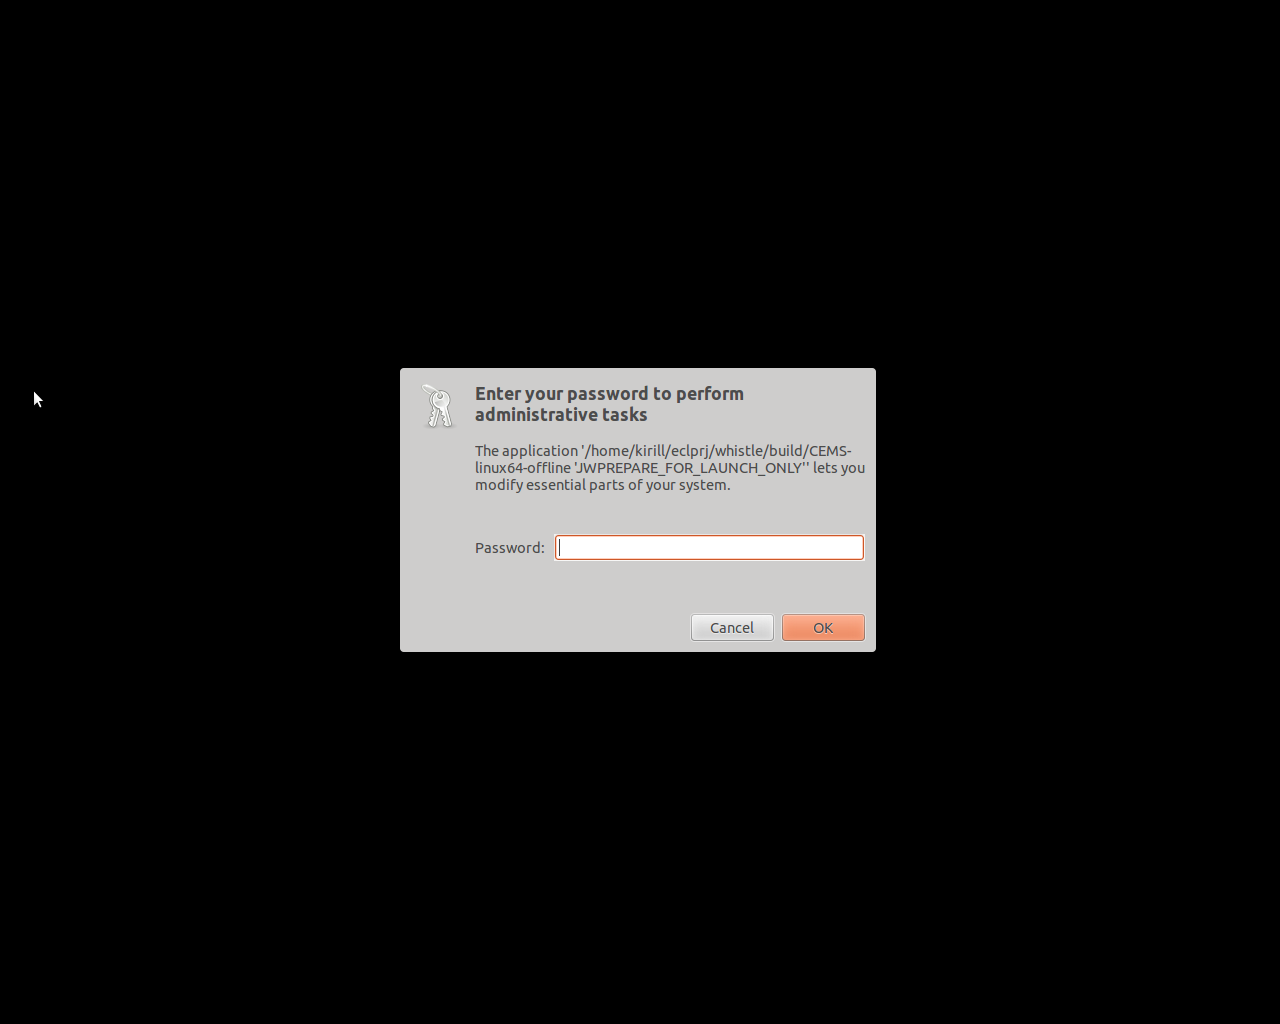 Enter your password to perform
administrative tasks
The application '/home/kirill/eclprj/whistle/build/CEMS-
linux64-offline 'JWPREPARE_FOR_LAUNCH_ONLY'' lets you
modify essential parts of your system.
Password:
Cancel OK